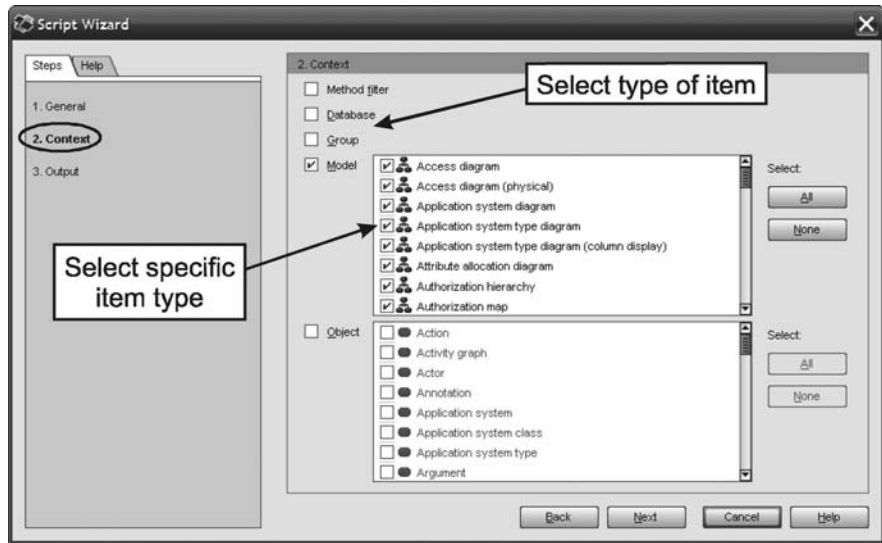 Script Wizard
Steps
Help
1. General
2. Context
3. Output
2. Context
Method filter
Database
Group
Select type of item
Model
Access diagram
Access diagram (physical)
Application system diagram
Application system type diagram
Application system type diagram (column display)
Attribute allocation diagram
Authorization hierarchy
Authorization map
Select:
All
None
Select specific
item type
Object
Action
Activity graph
Actor
Annotation
Application system
Application system class
Application system type
Argument
Select:
All
None
Back
Next
Cancel
Help